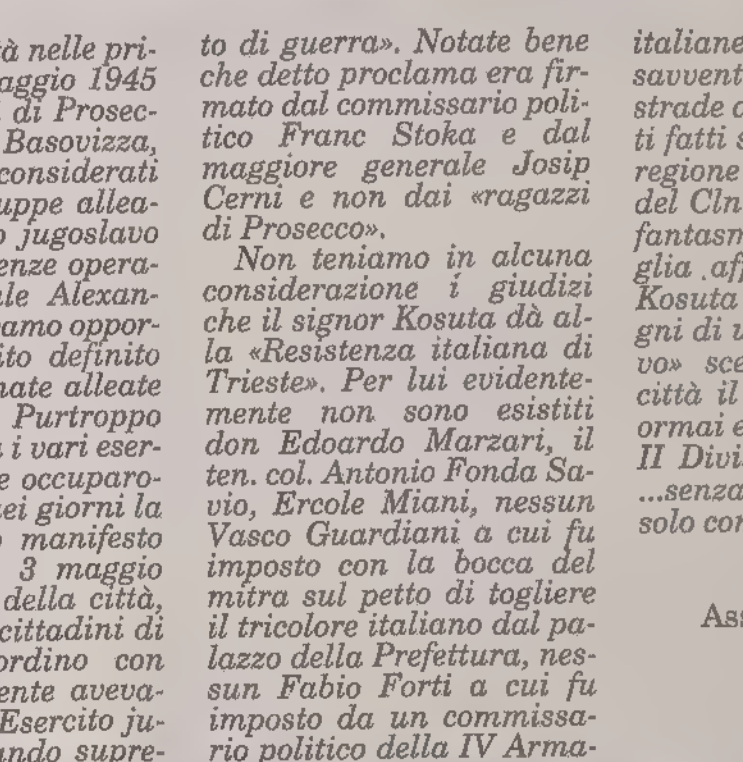 tà nelle pri-
aggio 1945
di Prosec-
Basovizza,
considerati
uppe allea-
o jugoslavo
enze opera-
le Alexan-
amo oppor-
ito definito
nate alleate
Purtroppo
i vari eser-
e occuparo-
ei giorni la
o manifesto
3 maggio
della città,
cittadini di
ordino con
ente aveva-
Esercito ju-
ando supre-
to di guerra». Notate bene
che detto proclama era fir-
mato dal commissario poli-
tico Franc Stoka e dal
maggiore generale Josip
Cerni e non dai «ragazzi
di Prosecco».
Non teniamo in alcuna
considerazione i giudizi
che il signor Kosuta dà al-
la «Resistenza italiana di
Trieste». Per lui evidente-
mente non sono esistiti
don Edoardo Marzari, il
ten. col. Antonio Fonda Sa-
vio, Ercole Miani, nessun
Vasco Guardiani a cui fu
imposto con la bocca del
mitra sul petto di togliere
il tricolore italiano dal pa-
lazzo della Prefettura, nes-
sun Fabio Forti a cui fu
imposto da un commissa-
rio politico della IV Arma-
italiane
savvent
strade
ti fatti
regione
del Cln
fantasm
glia aff
Kosuta
gni di
vo» sce
città il
ormai e
II Divi
...senza
solo con
Ass